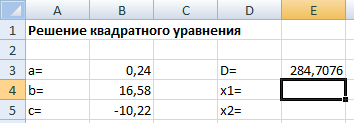 A B C D E
1 Решение квадратного уравнения
2
3 a= 0,24 D= 284,7076
4 b= 16,58 x1=
5 c= -10,22 x2=